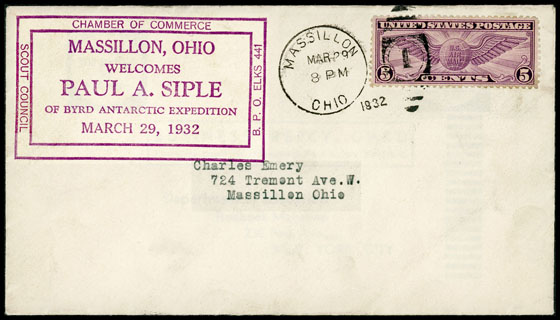 CHAMBER OF COMMERCE
SCOUT COUNCIL
MASSILLON, OHIO
WELCOMES
PAUL A. SIPLE
OF BYRD ANTARCTIC EXPEDITION
MARCH 29, 1932
B. P. O. ELKS 441
MASSILLON
MAR 29
8 PM
OHIO
1932
UNITED STATES POSTAGE
1
5 CENTS 5
Charles Emery
724 Tremont Ave.W.
Massillon Ohio